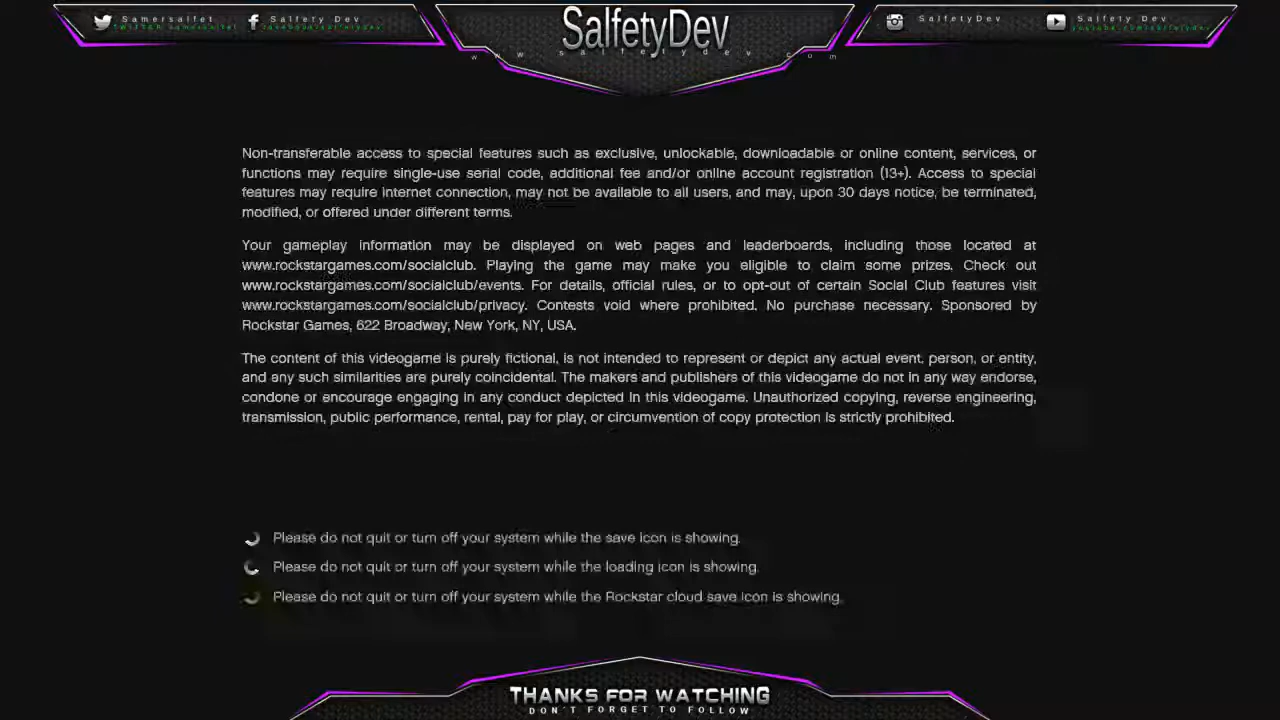 Samersalfet
Salfety Dev
SalfetyDev
www.salfetydev.com
SalfetyDev
Salfety Dev
Non-transferable access to special features such as exclusive, unlockable, downloadable or online content, services, or
functions may require single-use serial code, additional fee and/or online account registration (13+). Access to special
features may require internet connection, may not be available to all users, and may, upon 30 days notice, be terminated,
modified, or offered under different terms.
Your gameplay information may be displayed on web pages and leaderboards, including those located at
www.rockstargames.com/socialclub. Playing the game may make you eligible to claim some prizes. Check out
www.rockstargames.com/socialclub/events. For details, official rules, or to opt-out of certain Social Club features visit
www.rockstargames.com/socialclub/privacy. Contests void where prohibited. No purchase necessary. Sponsored by
Rockstar Games, 622 Broadway, New York, NY, USA.
The content of this videogame is purely fictional, is not intended to represent or depict any actual event, person, or entity,
and any such similarities are purely coincidental. The makers and publishers of this videogame do not in any way endorse,
condone or encourage engaging in any conduct depicted in this videogame. Unauthorized copying, reverse engineering,
transmission, public performance, rental, pay for play, or circumvention of copy protection is strictly prohibited.
Please do not quit or turn off your system while the save icon is showing.
Please do not quit or turn off your system while the loading icon is showing.
Please do not quit or turn off your system while the Rockstar cloud save icon is showing.
THANKS FOR WATCHING
DON'T FORGET TO FOLLOW